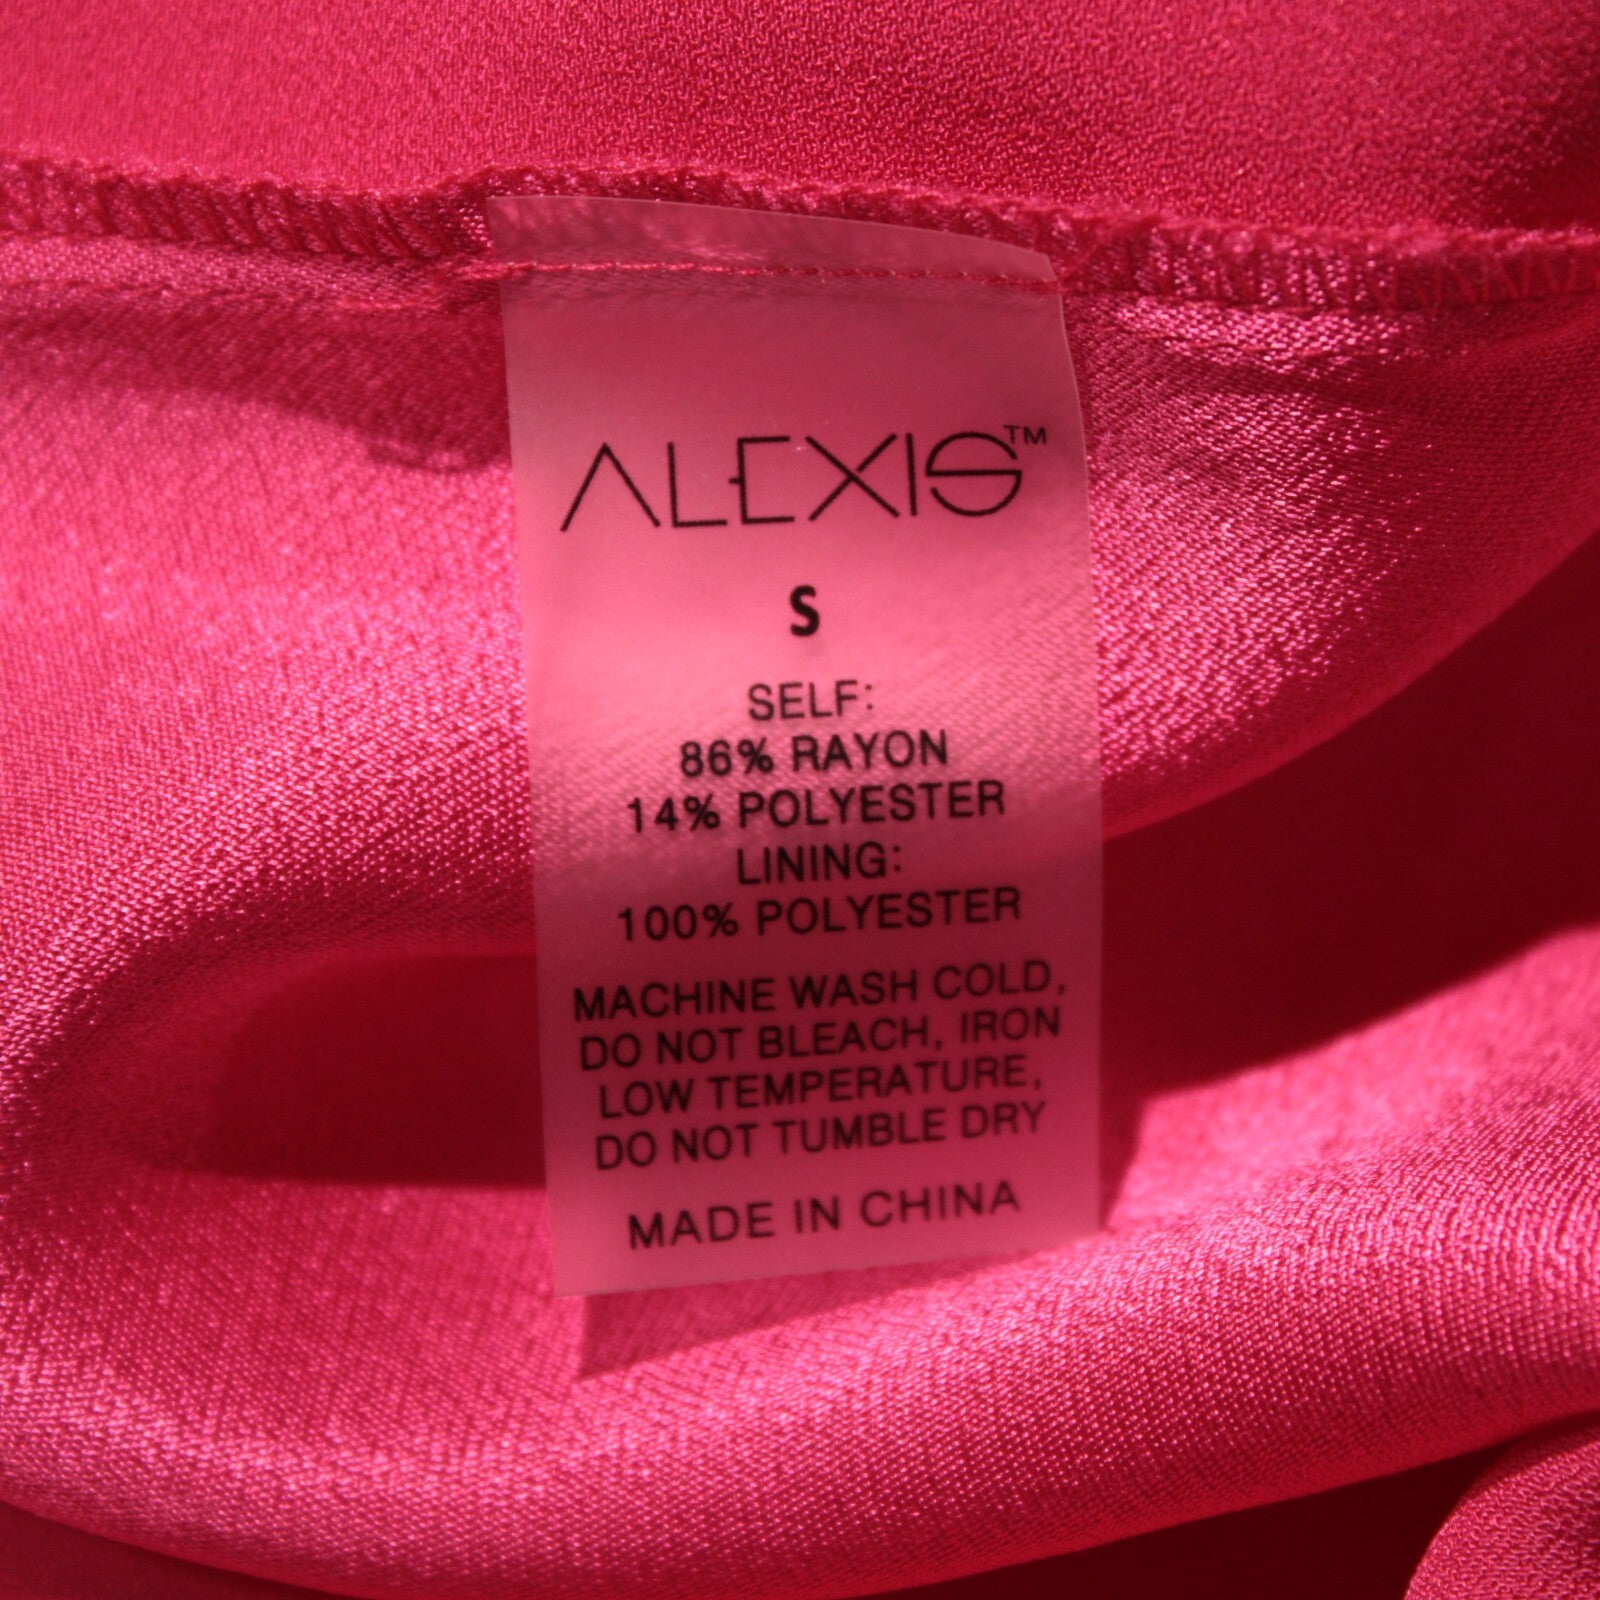 ALEXIS™
S
SELF:
86% RAYON
14% POLYESTER
LINING:
100% POLYESTER
MACHINE WASH COLD,
DO NOT BLEACH, IRON
LOW TEMPERATURE,
DO NOT TUMBLE DRY
MADE IN CHINA